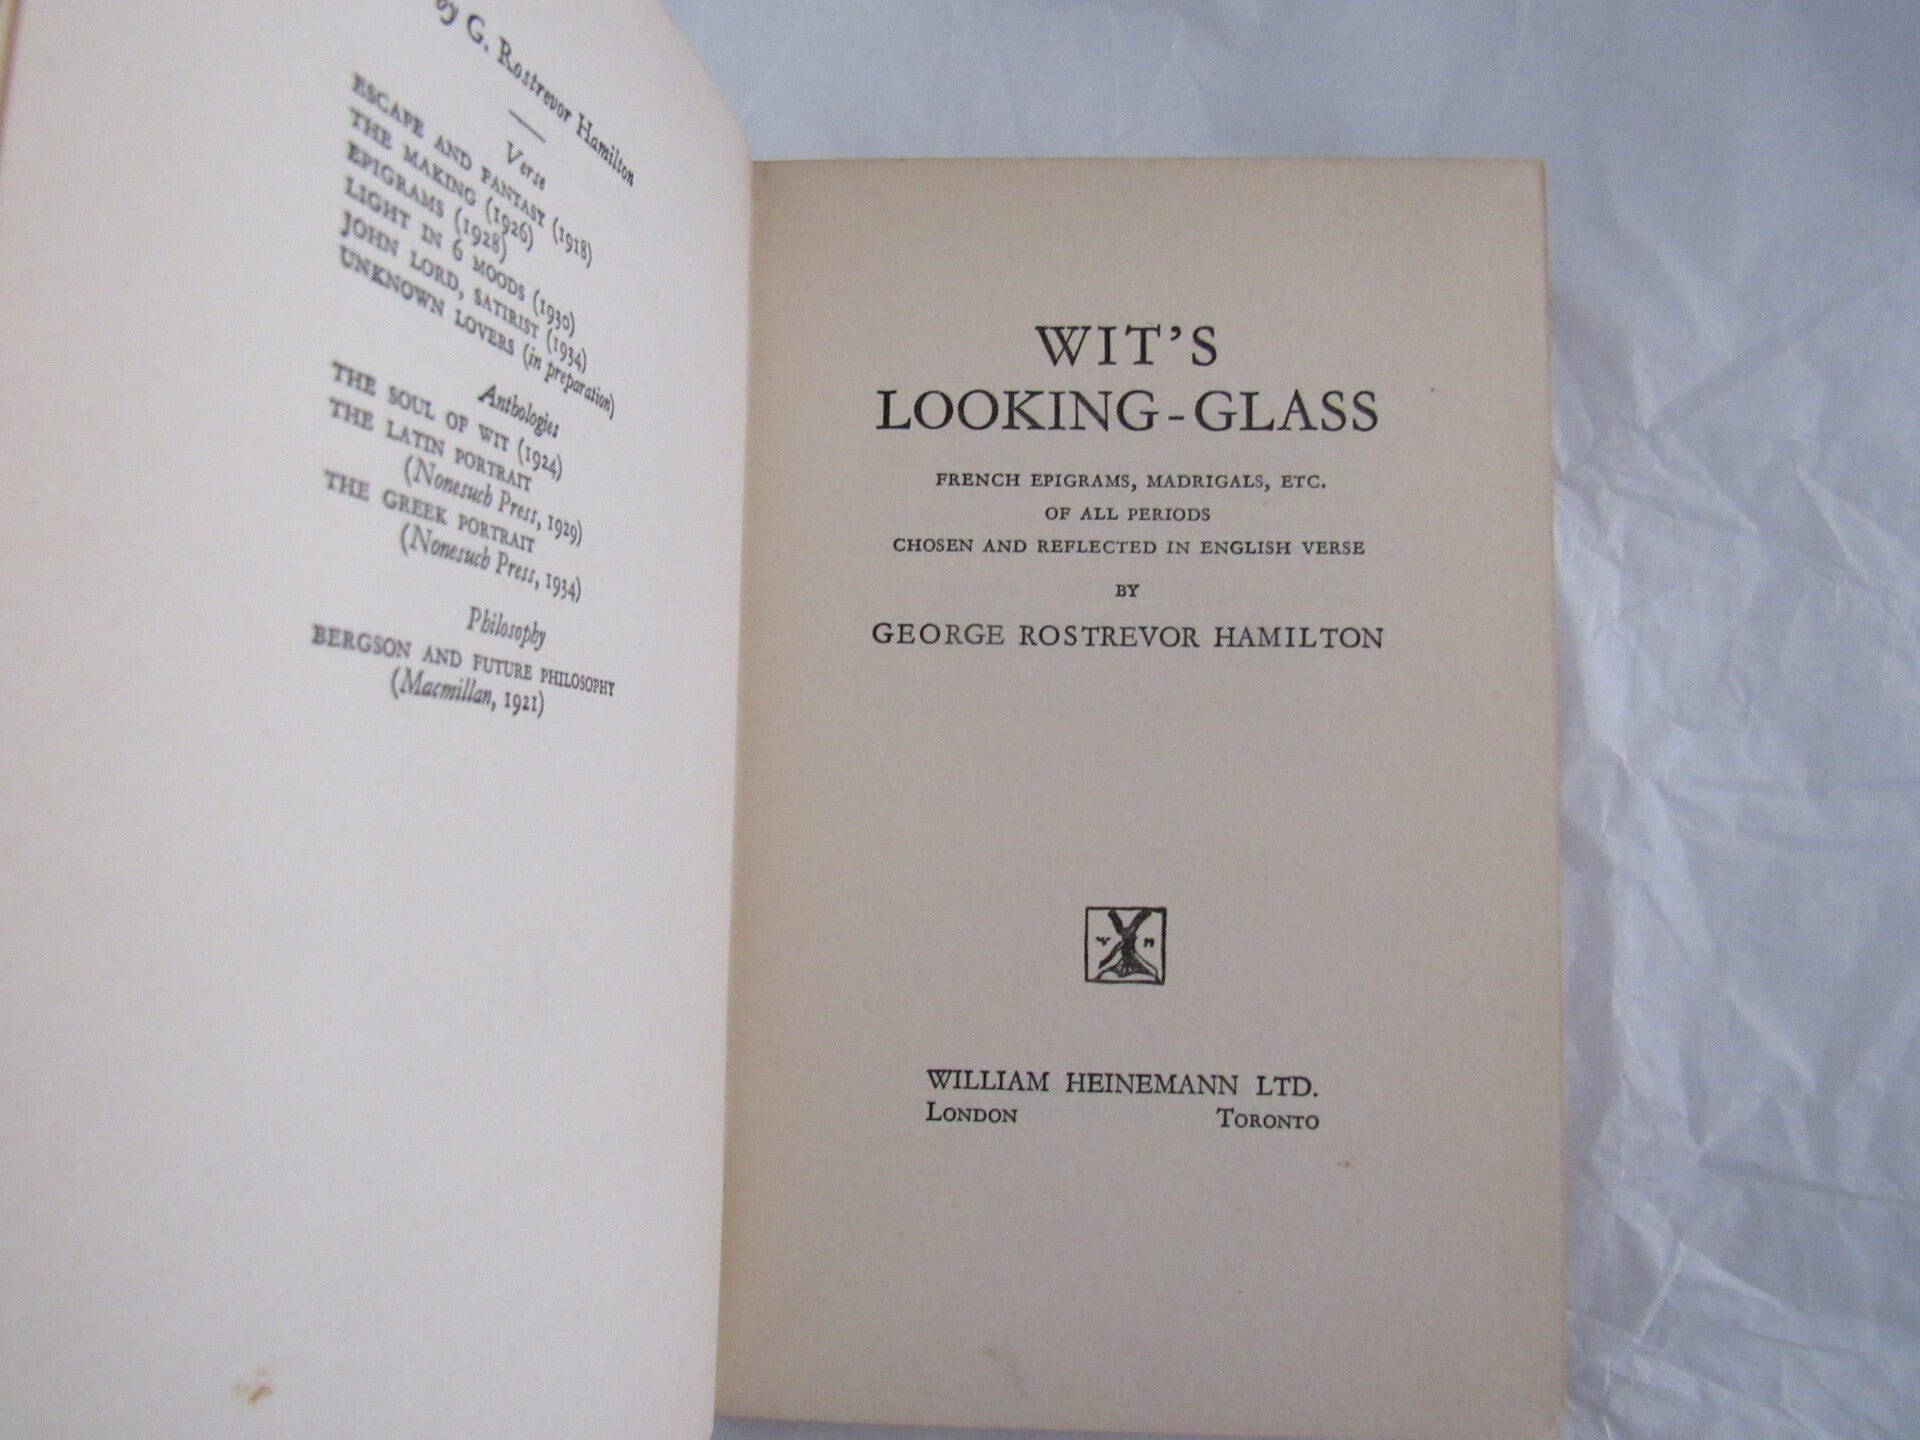 by G. Rostrevor Hamilton
Verse
ESCAPE AND FANTASY (1918)
THE MAKING (1926)
EPIGRAMS (1928)
LIGHT IN 6 MOODS (1930)
JOHN LORD, SATIRIST (1934)
UNKNOWN LOVERS (in preparation)
Anthologies
THE SOUL OF WIT (1924)
THE LATIN PORTRAIT
(Nonesuch Press, 1929)
THE GREEK PORTRAIT
(Nonesuch Press, 1934)
Philosophy
BERGSON AND FUTURE PHILOSOPHY
(Macmillan, 1921)
WIT'S
LOOKING-GLASS
FRENCH EPIGRAMS, MADRIGALS, ETC.
OF ALL PERIODS
CHOSEN AND REFLECTED IN ENGLISH VERSE
BY
GEORGE ROSTREVOR HAMILTON
W H
WILLIAM HEINEMANN LTD.
LONDON TORONTO